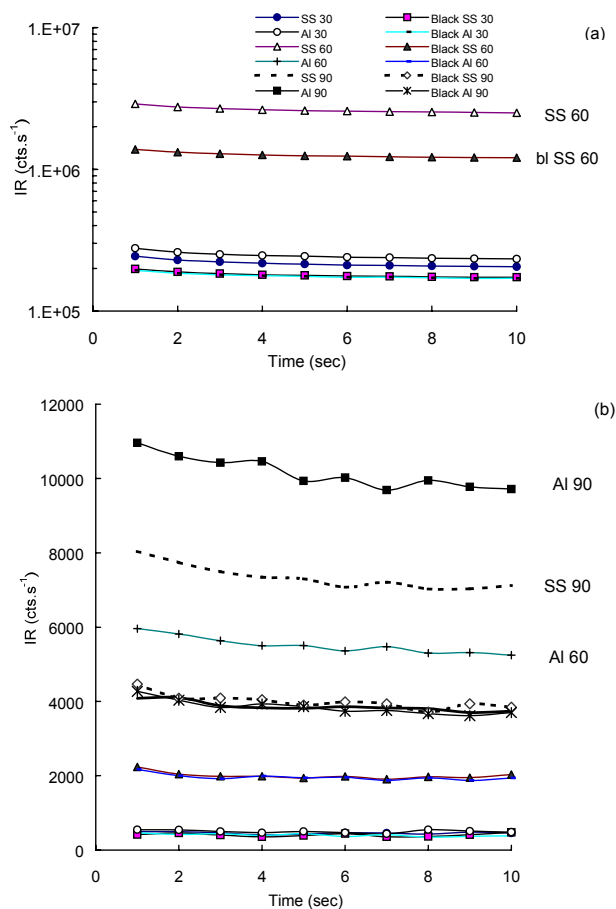 SS 30 Black SS 30
Al 30 Black Al 30
SS 60 Black SS 60
Al 60 Black Al 60
SS 90 Black SS 90
Al 90 Black Al 90
(a)
1.E+07
1.E+06
1.E+05
IR (cts.s-1)
SS 60
bl SS 60
0 2 4 6 8 10
Time (sec)
(b)
12000
10000
8000
6000
4000
2000
0
IR (cts.s-1)
Al 90
SS 90
Al 60
0 2 4 6 8 10
Time (sec)